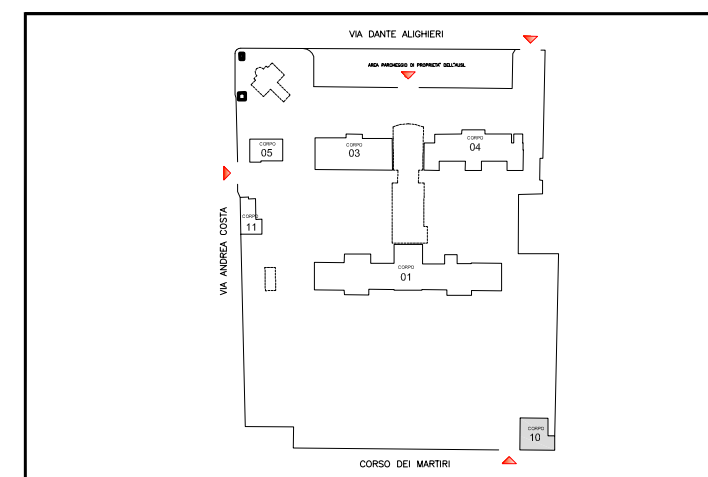 VIA DANTE ALIGHIERI
AREA PARCHEGGIO DI PROPRIETA' DELL'AUSL
CORPO
05
CORPO
03
CORPO
04
VIA ANDREA COSTA
CORPO
11
CORPO
01
CORPO
10
CORSO DEI MARTIRI